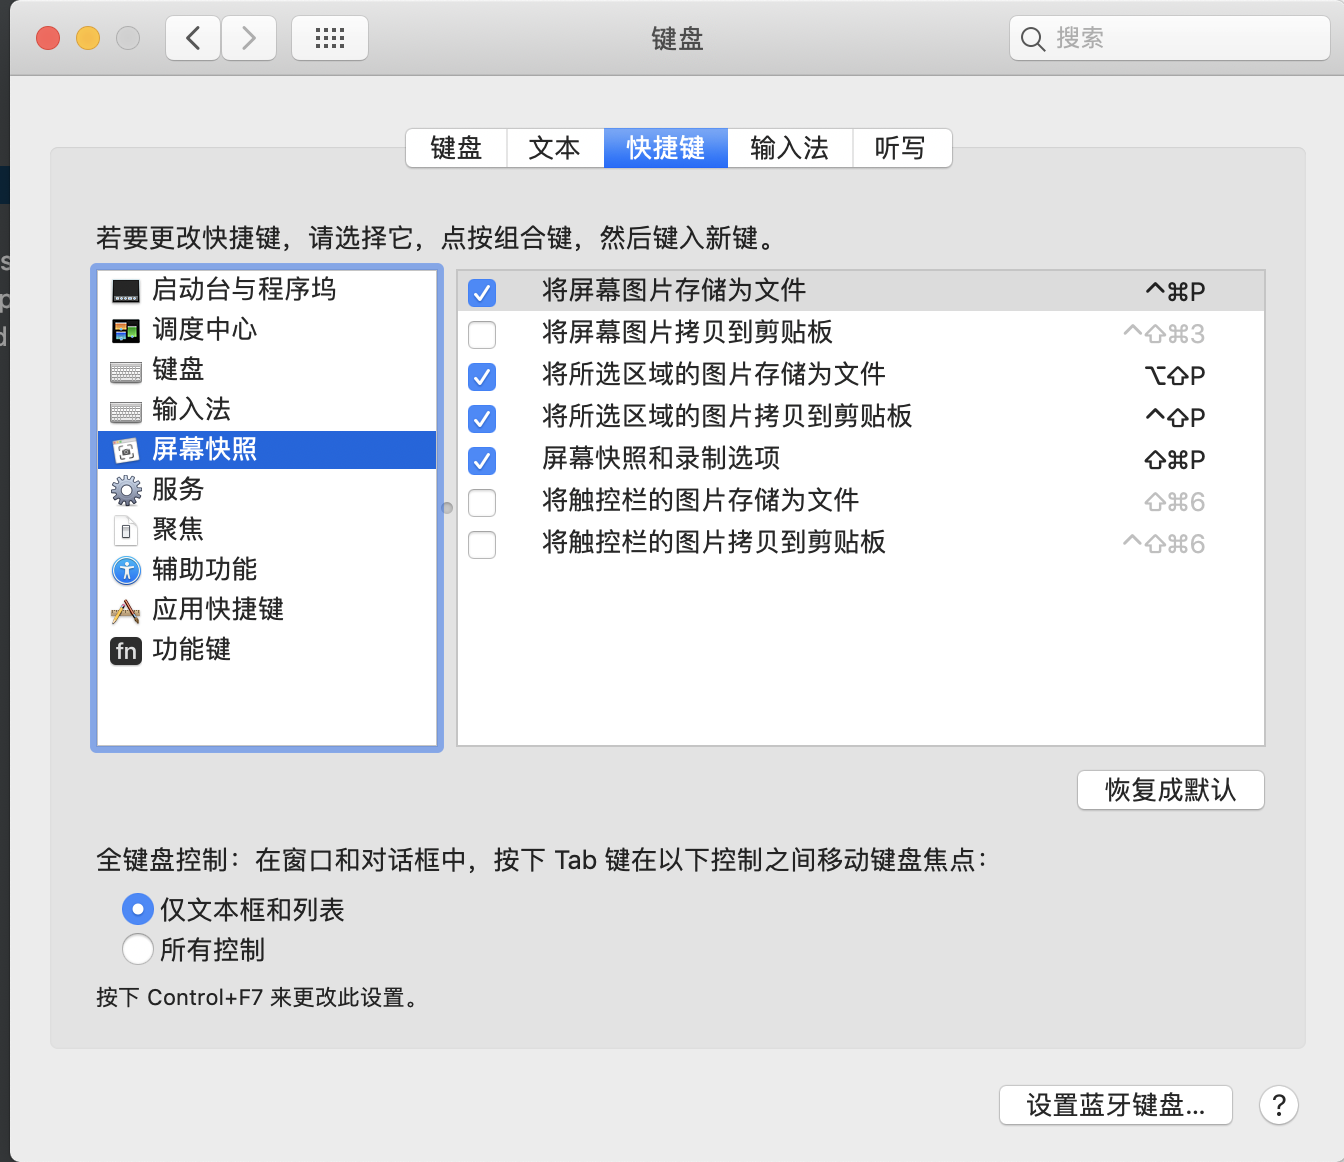 键盘
搜索
键盘 文本 快捷键 输入法 听写
若要更改快捷键，请选择它，点按组合键，然后键入新键。
启动台与程序坞
调度中心
键盘
输入法
屏幕快照
服务
聚焦
辅助功能
应用快捷键
fn 功能键
将屏幕图片存储为文件 ^⌘P
将屏幕图片拷贝到剪贴板 ^⇧⌘3
将所选区域的图片存储为文件 ⌥⇧P
将所选区域的图片拷贝到剪贴板 ^⇧P
屏幕快照和录制选项 ⇧⌘P
将触控栏的图片存储为文件 ⇧⌘6
将触控栏的图片拷贝到剪贴板 ^⇧⌘6
恢复成默认
全键盘控制：在窗口和对话框中，按下 Tab 键在以下控制之间移动键盘焦点：
仅文本框和列表
所有控制
按下 Control+F7 来更改此设置。
设置蓝牙键盘... ?